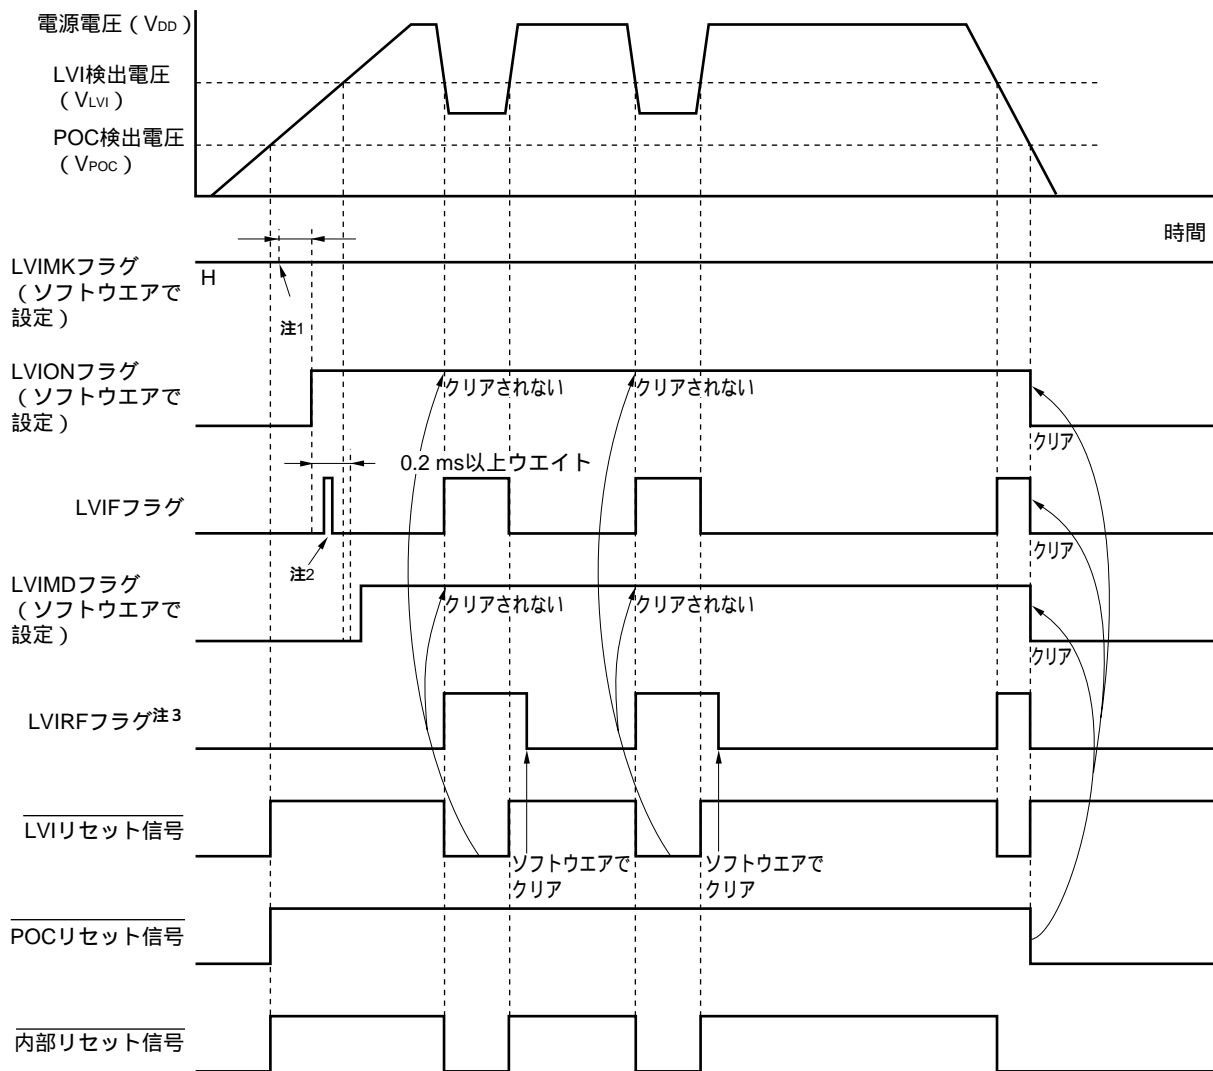 電源電圧（VDD）
LVI検出電圧
（VLVI）
POC検出電圧
（VPOC）
時間
LVIMKフラグ
（ソフトウエアで
設定）
H
注1
LVIONフラグ
（ソフトウエアで
設定）
クリアされない
クリアされない
クリア
0.2 ms以上ウエイト
LVIFフラグ
注2
クリア
LVIMDフラグ
（ソフトウエアで
設定）
クリアされない
クリアされない
クリア
LVIRFフラグ注3
LVIリセット信号
ソフトウエアで
クリア
ソフトウエアで
クリア
POCリセット信号
内部リセット信号